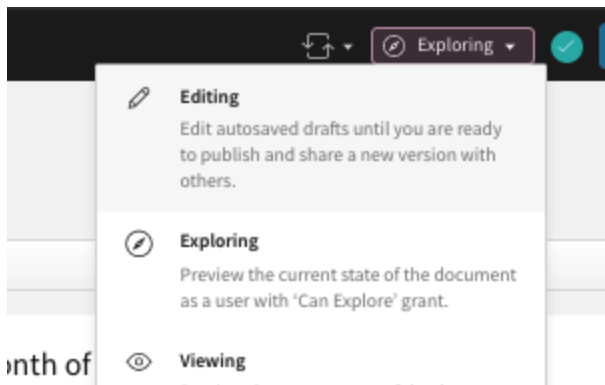 Exploring
Editing
Edit autosaved drafts until you are ready
to publish and share a new version with
others.
Exploring
Preview the current state of the document
as a user with ‘Can Explore’ grant.
onth of
Viewing